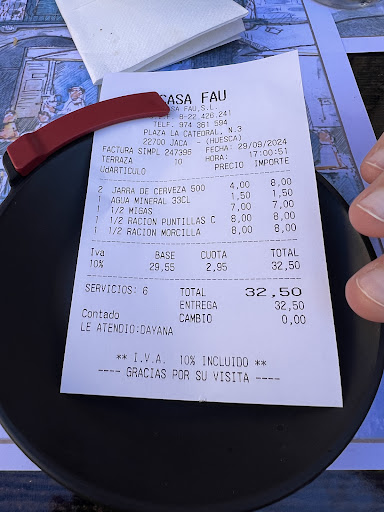 CASA FAU
CASA FAU,S.L.
B-22.426.241
TELF. 974 361 594
PLAZA LA CATEDRAL, N.3
22700 JACA - (HUESCA)
FACTURA SIMPL 247396 FECHA: 29/09/2024
TERRAZA 10 HORA: 17:00:51
UdARTICULO PRECIO IMPORTE
2 JARRA DE CERVEZA 500 4,00 8,00
1 AGUA MINERAL 33CL 1,50 1,50
1 1/2 MIGAS 7,00 7,00
1 1/2 RACION PUNTILLAS C 8,00 8,00
1 1/2 RACION MORCILLA 8,00 8,00
Tva BASE CUOTA TOTAL
10% 29,55 2,95 32,50
SERVICIOS: 6 TOTAL 32,50
ENTREGA 32,50
Contado CAMBIO 0,00
LE ATENDIO:DAYANA
** I.V.A. 10% INCLUIDO **
---- GRACIAS POR SU VISITA ----